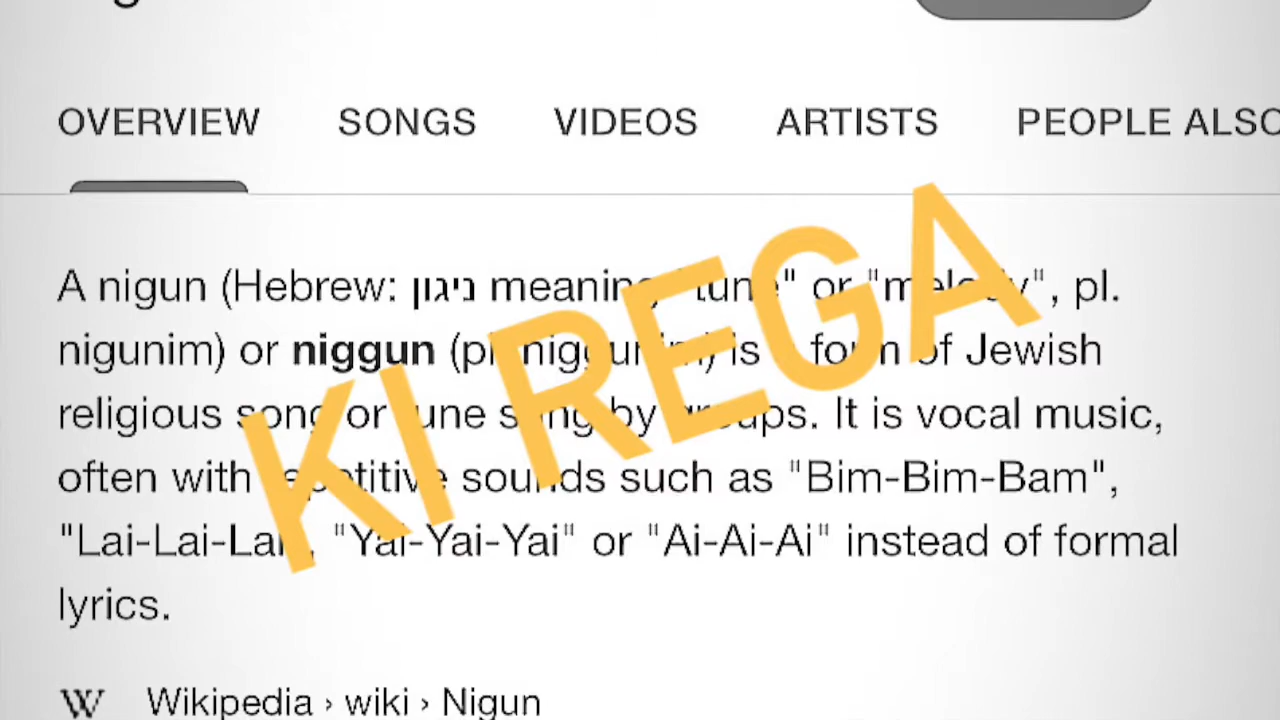 OVERVIEW SONGS VIDEOS ARTISTS PEOPLE ALSO
A nigun (Hebrew: ניגון meaning "tune" or "melody", pl.
nigunim) or niggun (pl. niggunim) is a form of Jewish
religious song or tune sung by groups. It is vocal music,
often with repetitive sounds such as "Bim-Bim-Bam",
"Lai-Lai-Lai", "Yai-Yai-Yai" or "Ai-Ai-Ai" instead of formal
lyrics.
KI REGA
W Wikipedia › wiki › Nigun